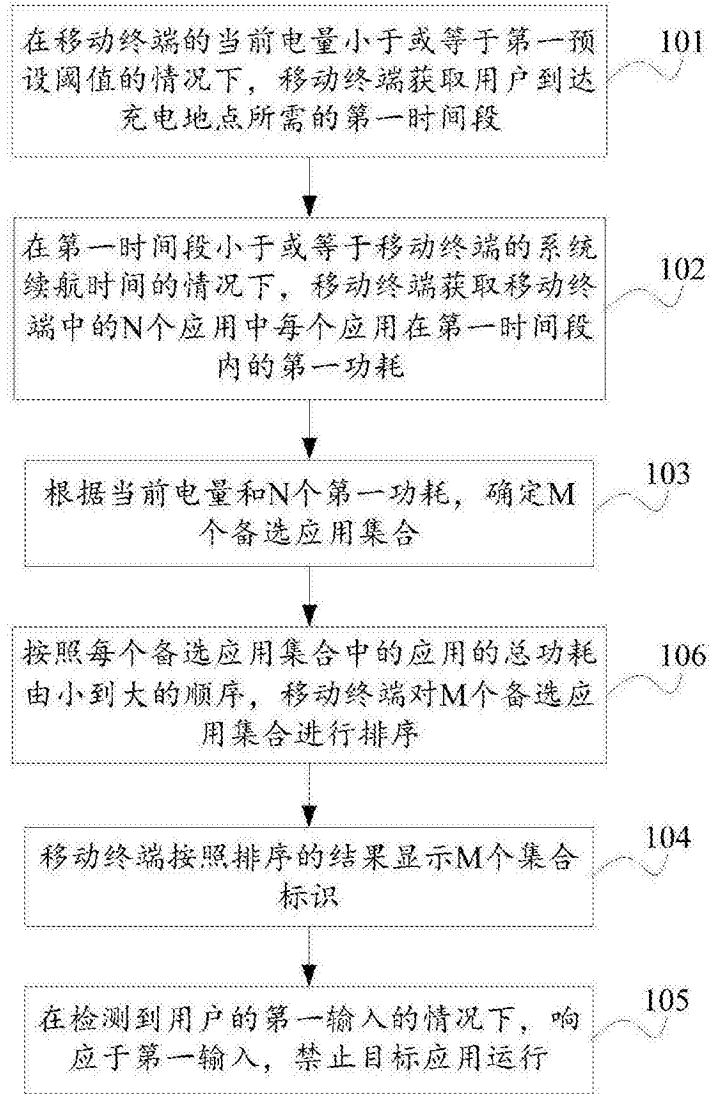 在移动终端的当前电量小于或等于第一预
设阈值的情况下，移动终端获取用户到达
充电地点所需的第一时间段
101
在第一时间段小于或等于移动终端的系统
续航时间的情况下，移动终端获取移动终
端中的N个应用中每个应用在第一时间段
内的第一功耗
102
根据当前电量和N个第一功耗，确定M
个备选应用集合
103
按照每个备选应用集合中的应用的总功耗
由小到大的顺序，移动终端对M个备选应
用集合进行排序
106
移动终端按照排序的结果显示M个集合
标识
104
在检测到用户的第一输入的情况下，响
应于第一输入，禁止目标应用运行
105